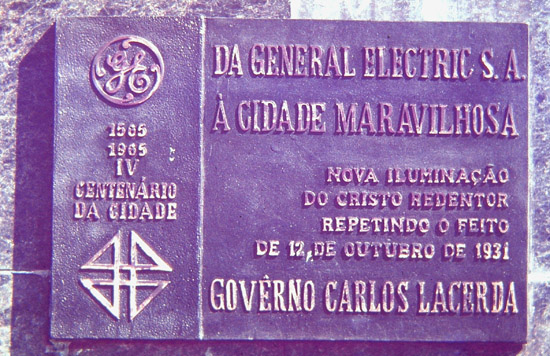 GE
1565
1965
IV
CENTENÁRIO
DA CIDADE
DA GENERAL ELECTRIC S.A.
À CIDADE MARAVILHOSA
NOVA ILUMINAÇÃO
DO CRISTO REDENTOR
REPETINDO O FEITO
DE 12, DE OUTUBRO DE 1931
GOVÊRNO CARLOS LACERDA